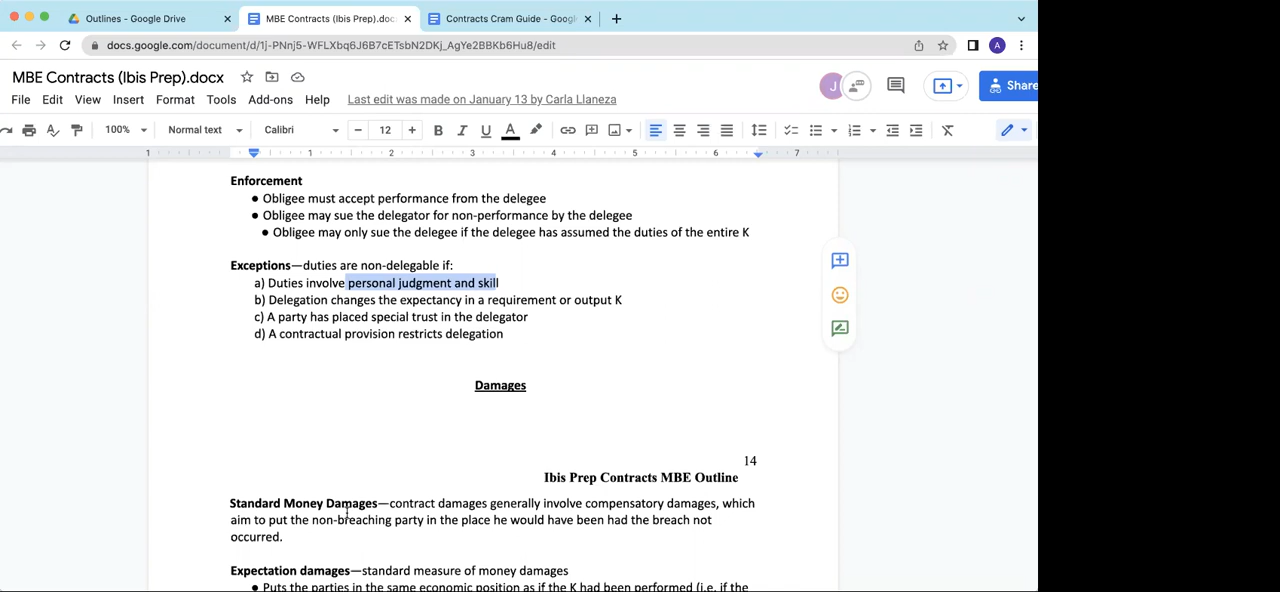 Outlines - Google Drive
MBE Contracts (Ibis Prep).doc
Contracts Cram Guide - Googl
docs.google.com/document/d/1j-PNnj5-WFLXbq6J6B7cETsbN2DKj_AgYe2BBKb6Hu8/edit
A
MBE Contracts (Ibis Prep).docx
J
Share
File Edit View Insert Format Tools Add-ons Help Last edit was made on January 13 by Carla Llaneza
100% Normal text Calibri 12 B I U A
1 1 2 3 4 5 6 7
Enforcement
● Obligee must accept performance from the delegee
● Obligee may sue the delegator for non-performance by the delegee
● Obligee may only sue the delegee if the delegee has assumed the duties of the entire K
Exceptions—duties are non-delegable if:
a) Duties involve personal judgment and skill
b) Delegation changes the expectancy in a requirement or output K
c) A party has placed special trust in the delegator
d) A contractual provision restricts delegation
Damages
14
Ibis Prep Contracts MBE Outline
Standard Money Damages—contract damages generally involve compensatory damages, which
aim to put the non-breaching party in the place he would have been had the breach not
occurred.
Expectation damages—standard measure of money damages
● Puts the parties in the same economic position as if the K had been performed (i.e. if the